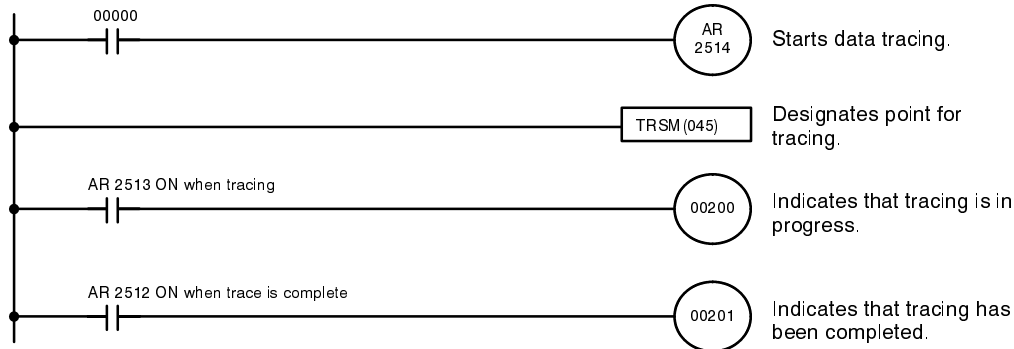 00000
AR
2514
Starts data tracing.
TRSM(045)
Designates point for
tracing.
AR 2513 ON when tracing
00200
Indicates that tracing is in
progress.
AR 2512 ON when trace is complete
00201
Indicates that tracing has
been completed.